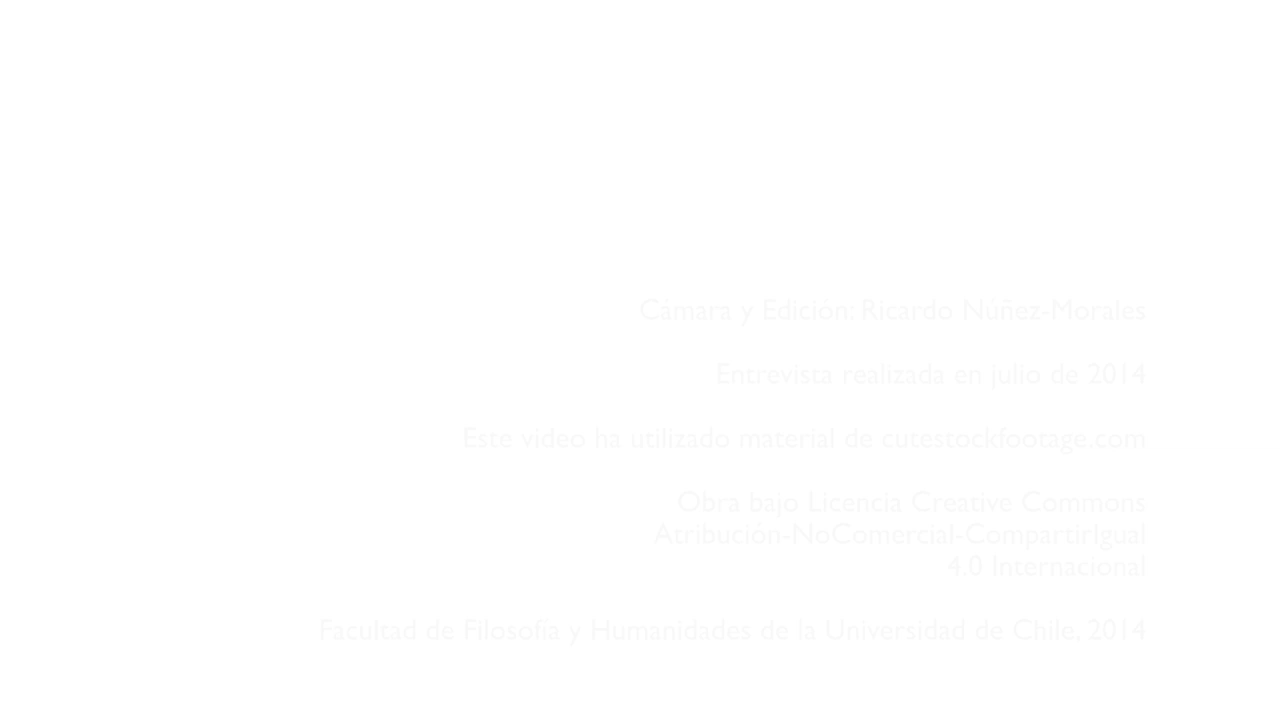 Cámara y Edición: Ricardo Núñez-Morales
Entrevista realizada en julio de 2014
Este video ha utilizado material de cutestockfootage.com
Obra bajo Licencia Creative Commons
Atribución-NoComercial-CompartirIgual
4.0 Internacional
Facultad de Filosofía y Humanidades de la Universidad de Chile, 2014